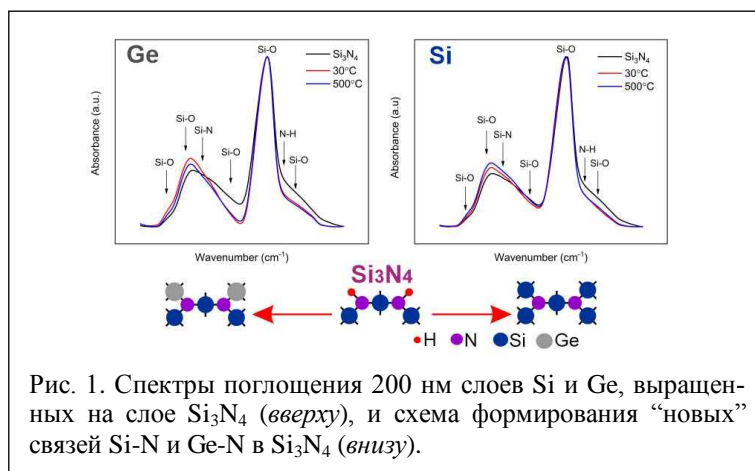 Ge
Si-O
Si₃N₄
30°C
500°C
Si-O
Si-N
Si-O
Si-O
N-H
Si-O
Absorbance (a.u.)
Wavenumber (cm⁻¹)
Si
Si-O
Si₃N₄
30°C
500°C
Si-O
Si-N
Si-O
Si-O
N-H
Si-O
Absorbance (a.u)
Wavenumber (cm⁻¹)
Si₃N₄
H N Si Ge
Рис. 1. Спектры поглощения 200 нм слоев Si и Ge, выращен-
ных на слое Si₃N₄ (вверху), и схема формирования “новых”
связей Si-N и Ge-N в Si₃N₄ (внизу).